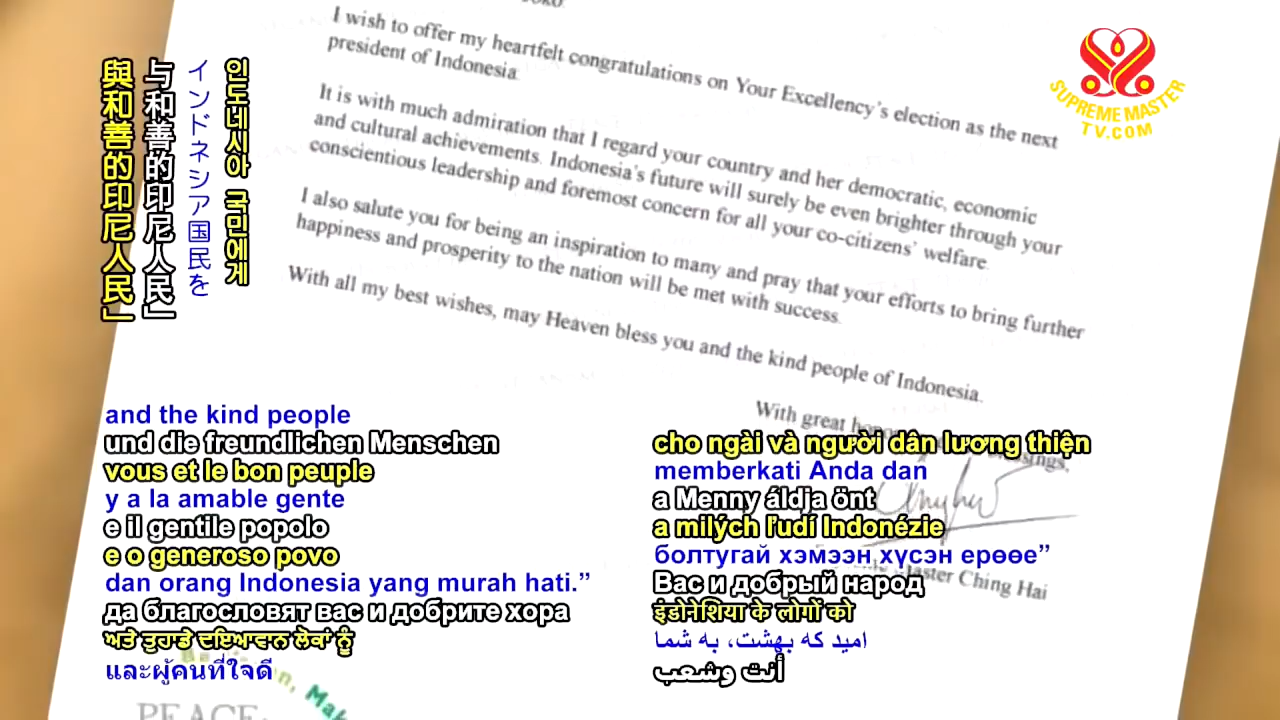 I wish to offer my heartfelt congratulations on Your Excellency's election as the next
president of Indonesia.
It is with much admiration that I regard your country and her democratic, economic
and cultural achievements. Indonesia's future will surely be even brighter through your
conscientious leadership and foremost concern for all your co-citizens' welfare.
I also salute you for being an inspiration to many and pray that your efforts to bring further
happiness and prosperity to the nation will be met with success.
With all my best wishes, may Heaven bless you and the kind people of Indonesia.
With great
Master Ching Hai
SUPREME MASTER
TV.COM
與和善的印尼人民」
与和善的印尼人民」
インドネシア国民を
인도네시아 국민에게
and the kind people
und die freundlichen Menschen
vous et le bon peuple
y a la amable gente
e il gentile popolo
e o generoso povo
dan orang Indonesia yang murah hati.”
да благословят вас и добрите хора
ਅਤੇ ਤੁਹਾਡੇ ਦਇਆਵਾਨ ਲੋਕਾਂ ਨੂੰ
และผู้คนที่ใจดี
cho ngài và người dân lương thiện
memberkati Anda dan
a Menny áldja önt
a milých ľudí Indonézie
болтугай хэмээн хүсэн ерөөе”
Вас и добрый народ
इंडोनेशिया के लोगों को
امید که بهشت، به شما
أنت وشعب
PEACE